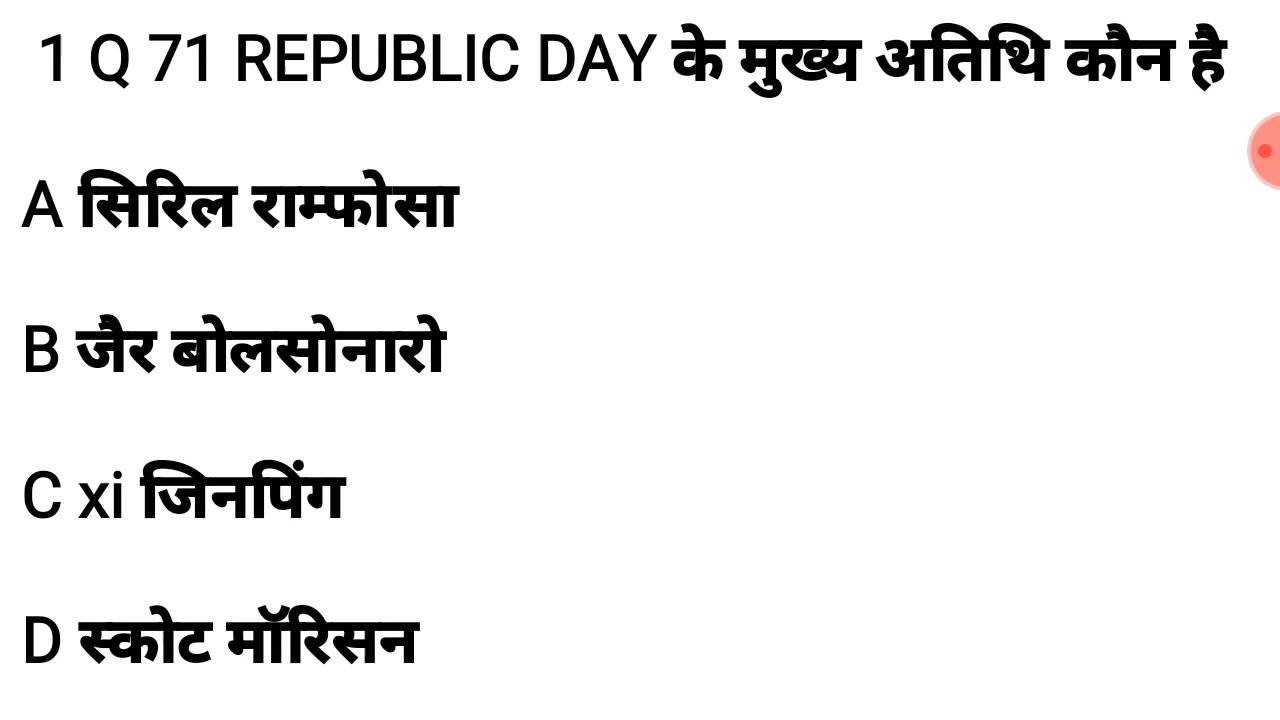 1 Q 71 REPUBLIC DAY के मुख्य अतिथि कौन है
A सिरिल राम्फोसा
B जैर बोलसोनारो
C xi जिनपिंग
D स्कोट मॉरिसन